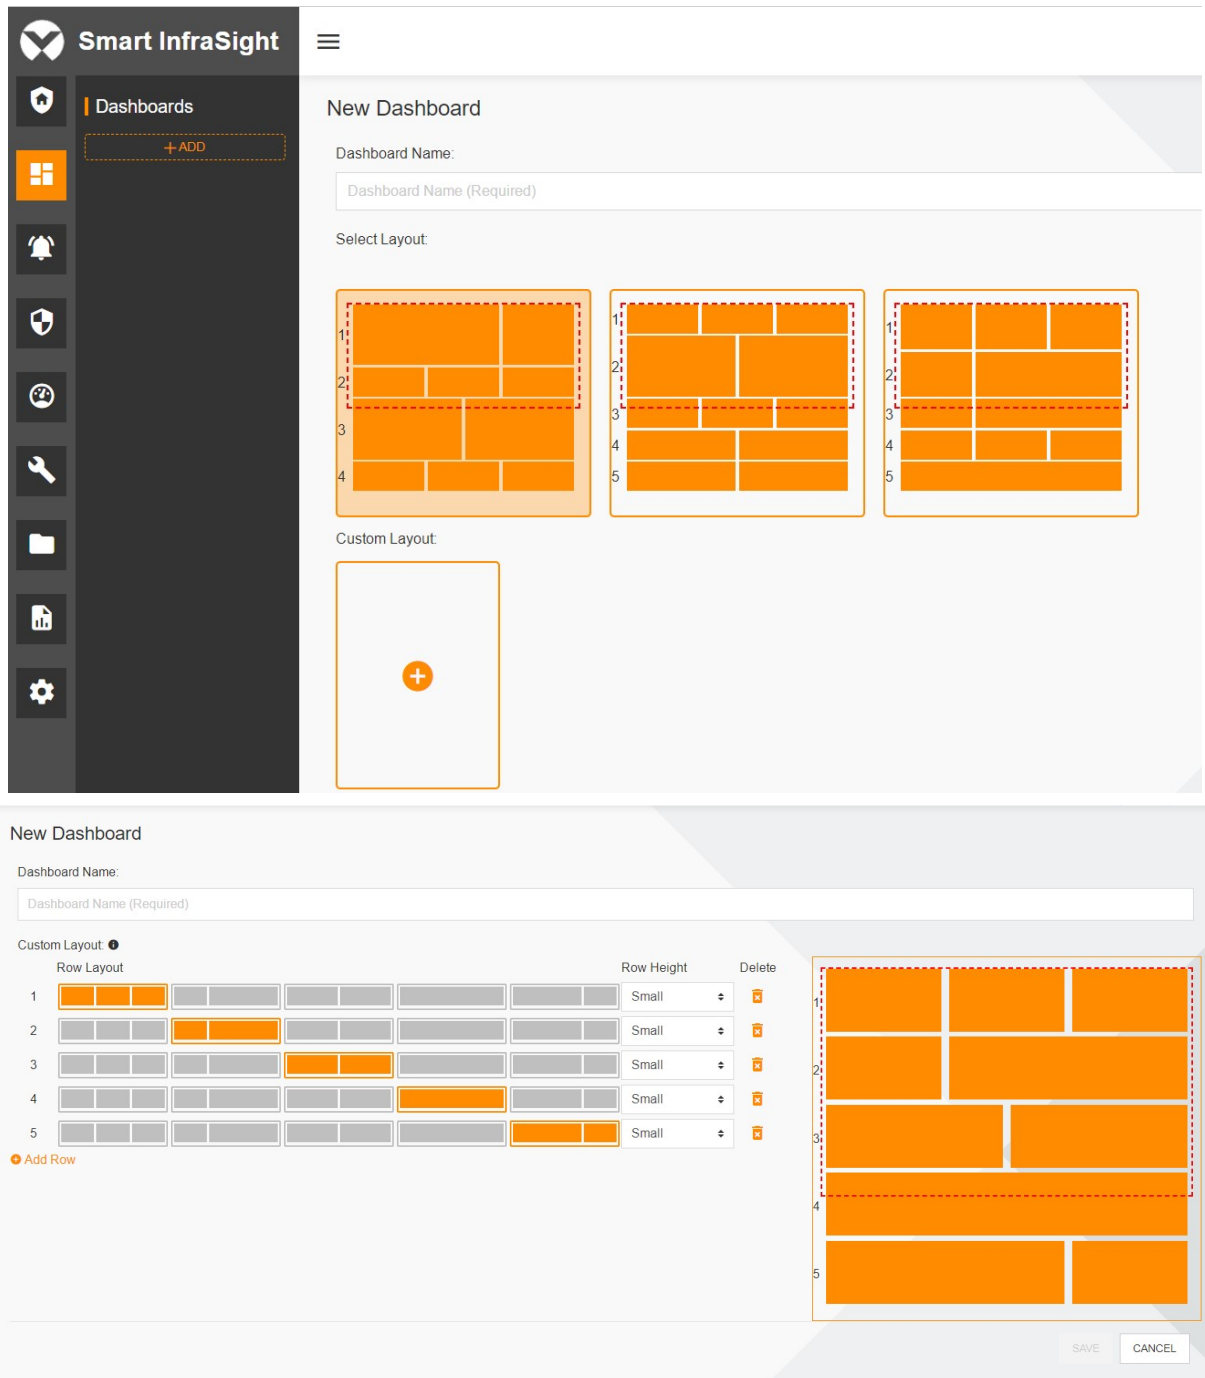 Smart InfraSight
Dashboards
+ADD
New Dashboard
Dashboard Name:
Dashboard Name (Required)
Select Layout:
1
2
3
4
1
2
3
4
5
1
2
3
4
5
Custom Layout:
New Dashboard
Dashboard Name:
Dashboard Name (Required)
Custom Layout:
Row Layout Row Height Delete
1 Small
2 Small
3 Small
4 Small
5 Small
Add Row
1
2
3
4
5
SAVE CANCEL